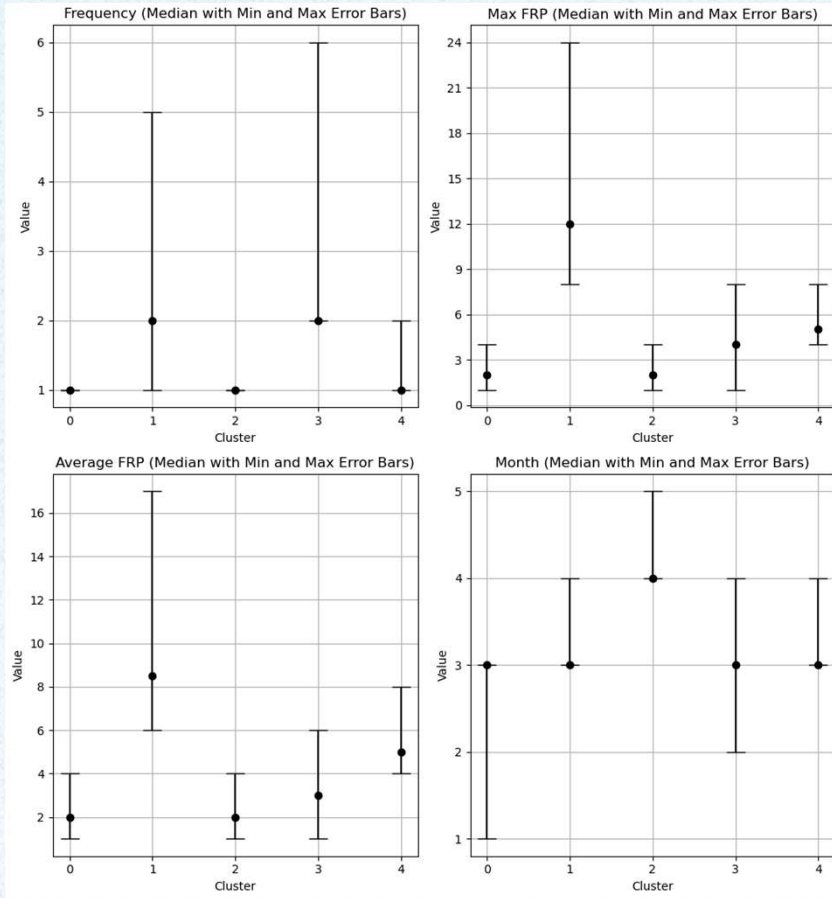 Frequency (Median with Min and Max Error Bars)
6
5
4
3
2
1
Value
0 1 2 3 4
Cluster
Max FRP (Median with Min and Max Error Bars)
24
21
18
15
12
9
6
3
0
Value
0 1 2 3 4
Cluster
Average FRP (Median with Min and Max Error Bars)
16
14
12
10
8
6
4
2
Value
0 1 2 3 4
Cluster
Month (Median with Min and Max Error Bars)
5
4
3
2
1
Value
0 1 2 3 4
Cluster